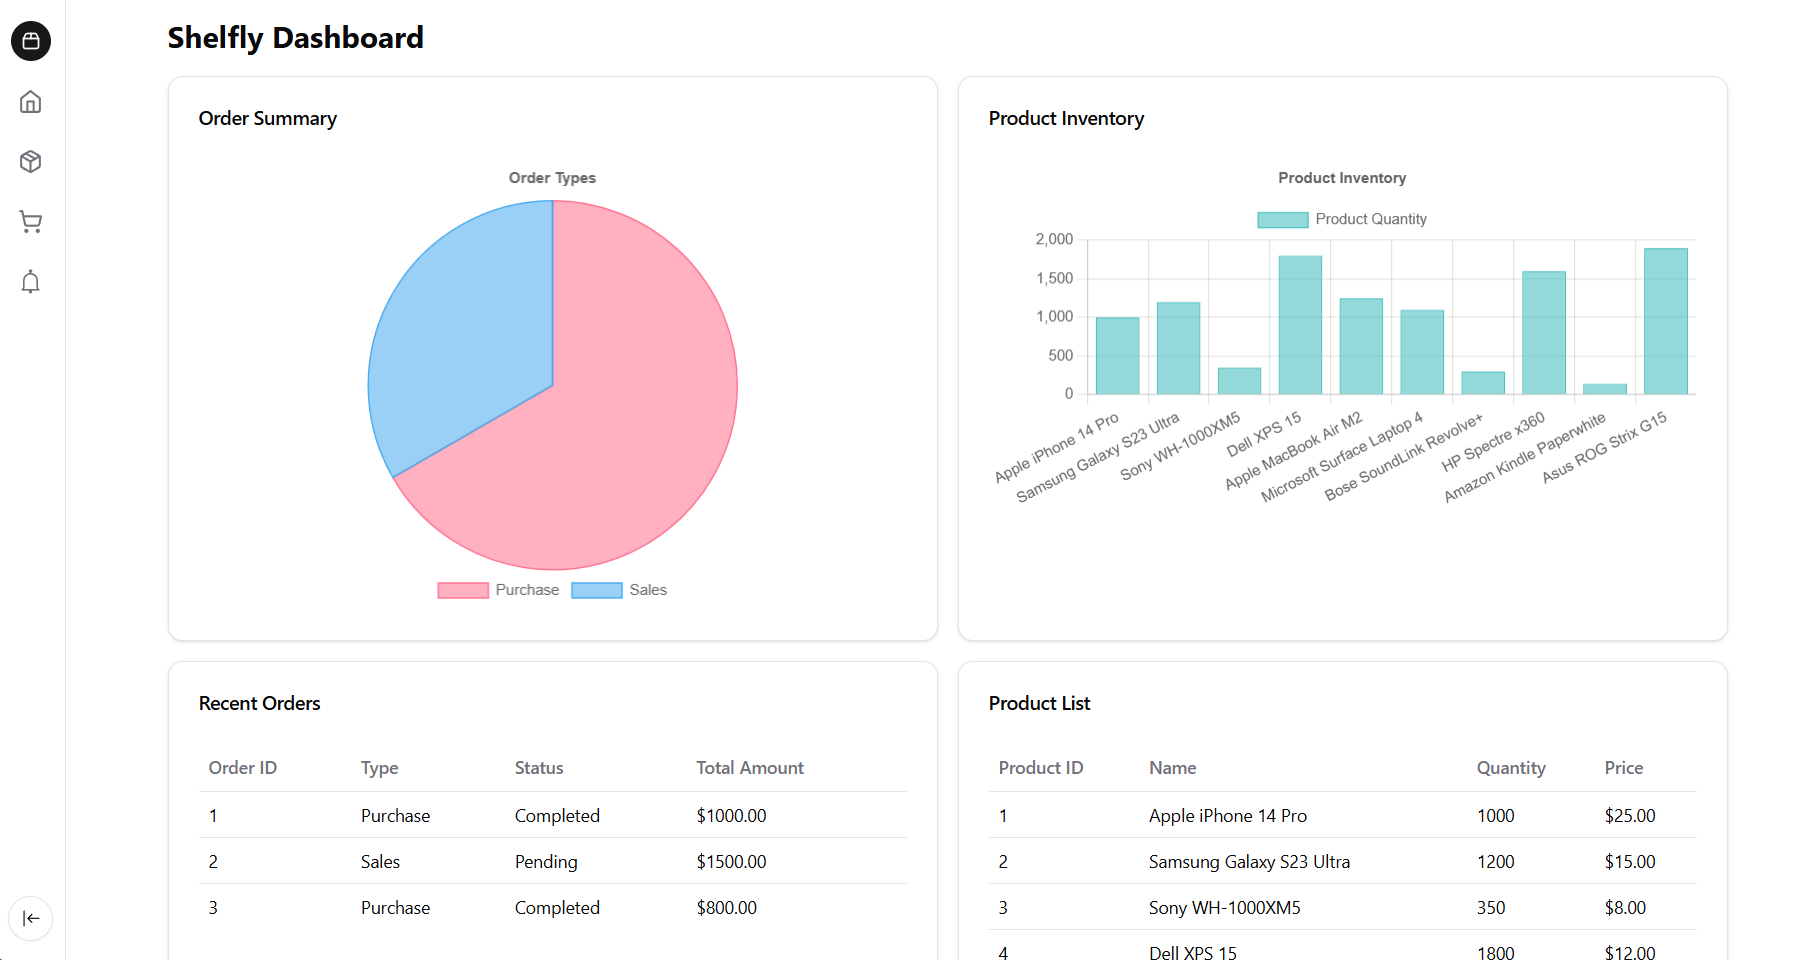 Shelfly Dashboard
Order Summary
Order Types
Purchase Sales
Product Inventory
Product Inventory
Product Quantity
2,000
1,500
1,000
500
0
Apple iPhone 14 Pro
Samsung Galaxy S23 Ultra
Sony WH-1000XM5
Dell XPS 15
Apple MacBook Air M2
Microsoft Surface Laptop 4
Bose SoundLink Revolve+
HP Spectre x360
Amazon Kindle Paperwhite
Asus ROG Strix G15
Recent Orders
Order ID Type Status Total Amount
1 Purchase Completed $1000.00
2 Sales Pending $1500.00
3 Purchase Completed $800.00
Product List
Product ID Name Quantity Price
1 Apple iPhone 14 Pro 1000 $25.00
2 Samsung Galaxy S23 Ultra 1200 $15.00
3 Sony WH-1000XM5 350 $8.00
4 Dell XPS 15 1800 $12.00